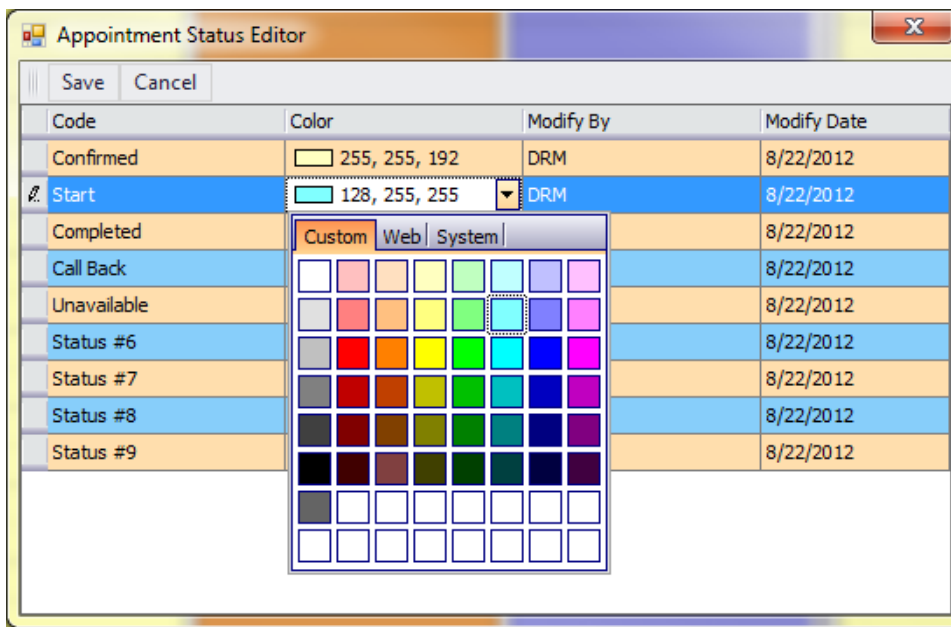 Appointment Status Editor
Save Cancel
Code Color Modify By Modify Date
Confirmed 255, 255, 192 DRM 8/22/2012
Start 128, 255, 255 DRM 8/22/2012
Completed 8/22/2012
Custom Web System
Call Back 8/22/2012
Unavailable 8/22/2012
Status #6 8/22/2012
Status #7 8/22/2012
Status #8 8/22/2012
Status #9 8/22/2012